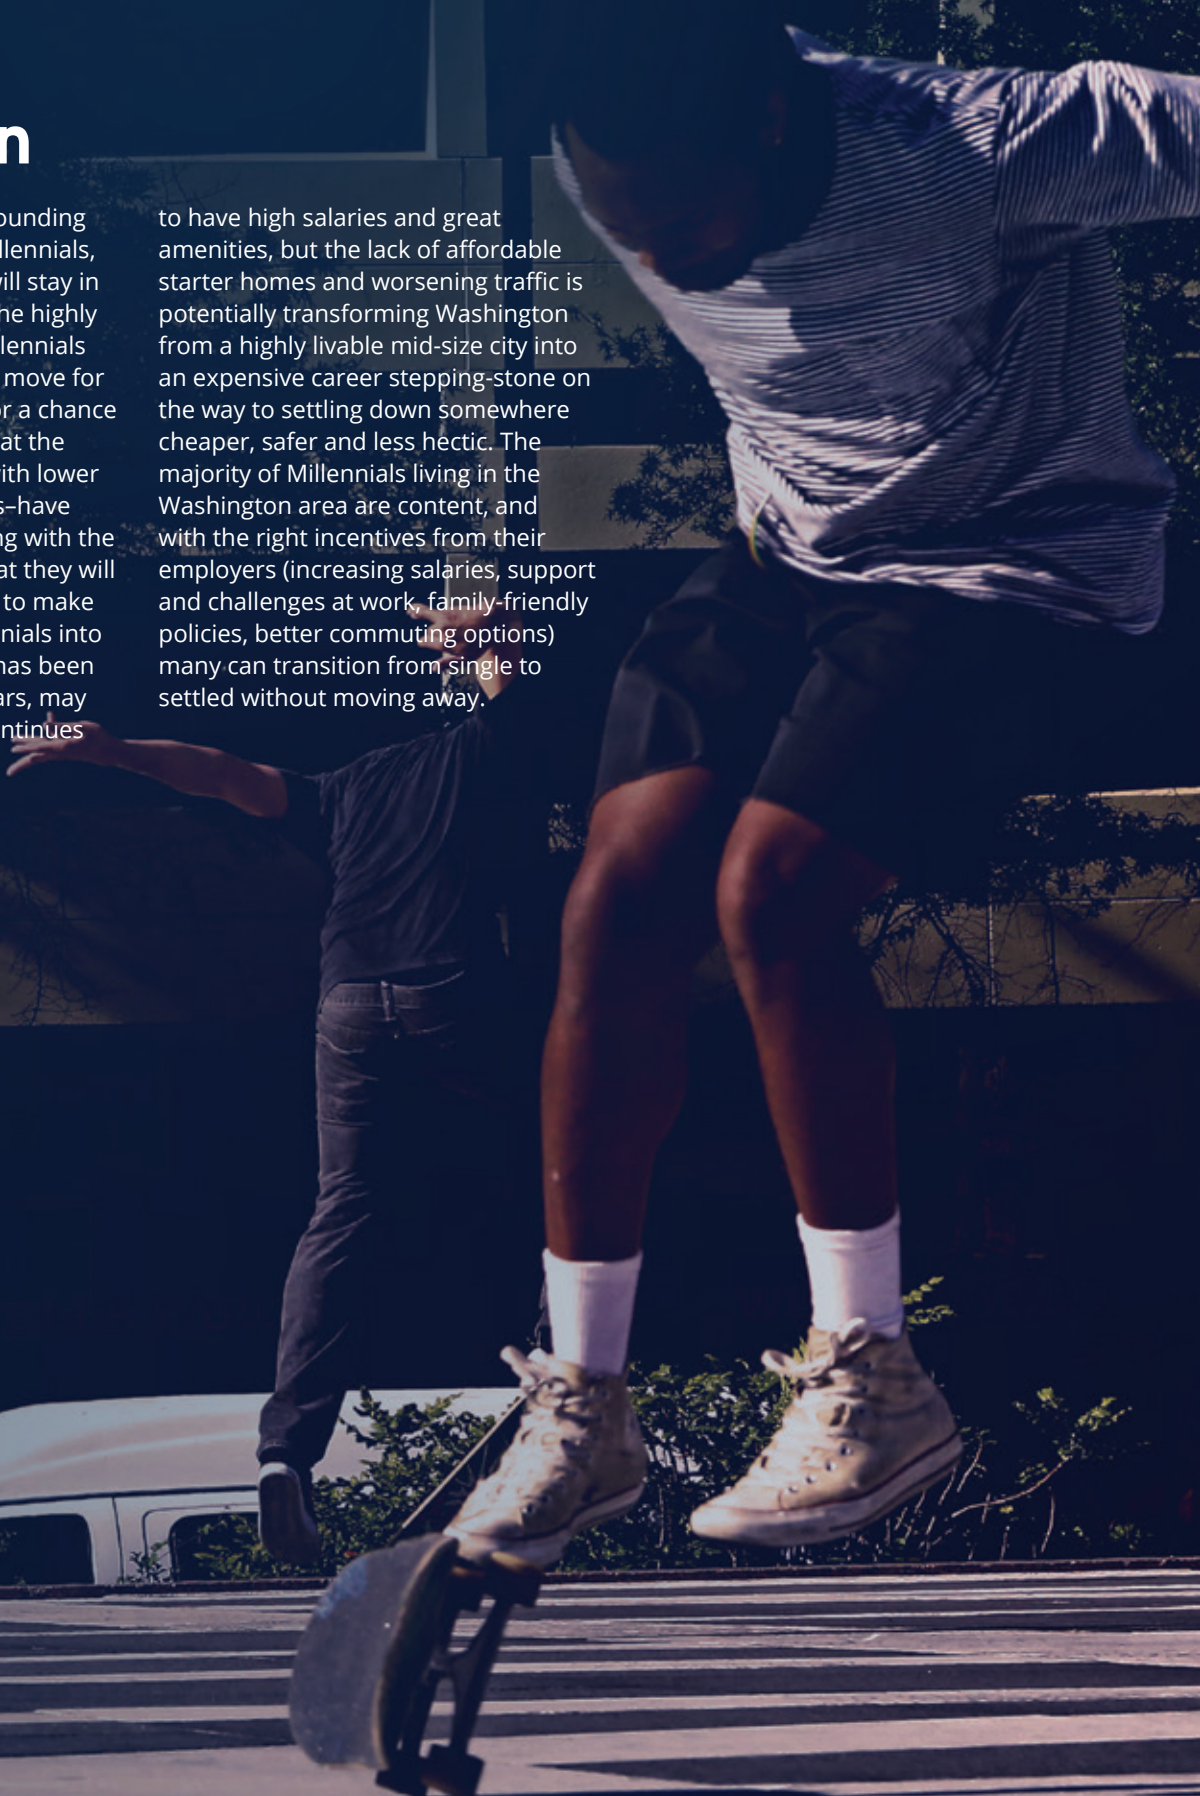 n
ounding
llennials,
ill stay in
he highly
lennials
move for
r a chance
at the
ith lower
s–have
ng with the
at they will
to make
nials into
has been
ars, may
ntinues
to have high salaries and great
amenities, but the lack of affordable
starter homes and worsening traffic is
potentially transforming Washington
from a highly livable mid-size city into
an expensive career stepping-stone on
the way to settling down somewhere
cheaper, safer and less hectic. The
majority of Millennials living in the
Washington area are content, and
with the right incentives from their
employers (increasing salaries, support
and challenges at work, family-friendly
policies, better commuting options)
many can transition from single to
settled without moving away.